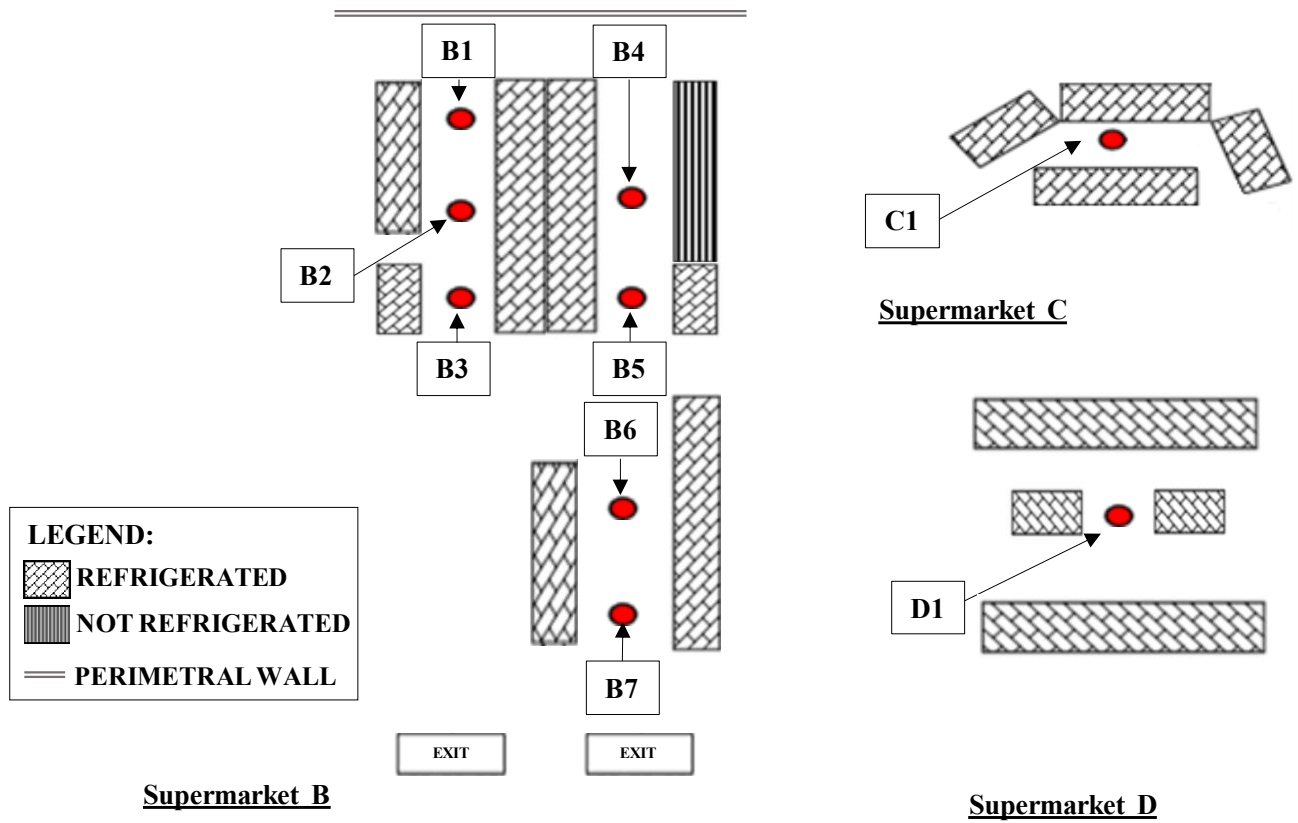 B1
B4
B2
C1
Supermarket C
B3
B5
B6
LEGEND:
REFRIGERATED
NOT REFRIGERATED
PERIMETRAL WALL
D1
B7
EXIT
EXIT
Supermarket B
Supermarket D